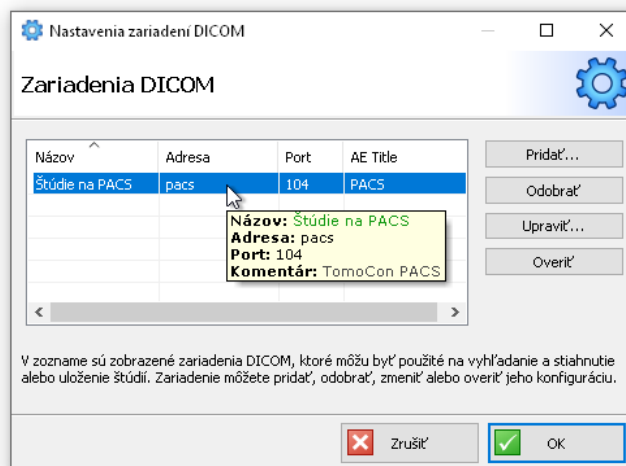 Nastavenia zariadení DICOM
Zariadenia DICOM
Názov Adresa Port AE Title
Štúdie na PACS pacs 104 PACS
Názov: Štúdie na PACS
Adresa: pacs
Port: 104
Komentár: TomoCon PACS
Pridať...
Odobrať
Upraviť...
Overiť
V zozname sú zobrazené zariadenia DICOM, ktoré môžu byť použité na vyhľadanie a stiahnutie
alebo uloženie štúdií. Zariadenie môžete pridať, odobrať, zmeniť alebo overiť jeho konfiguráciu.
Zrušiť OK